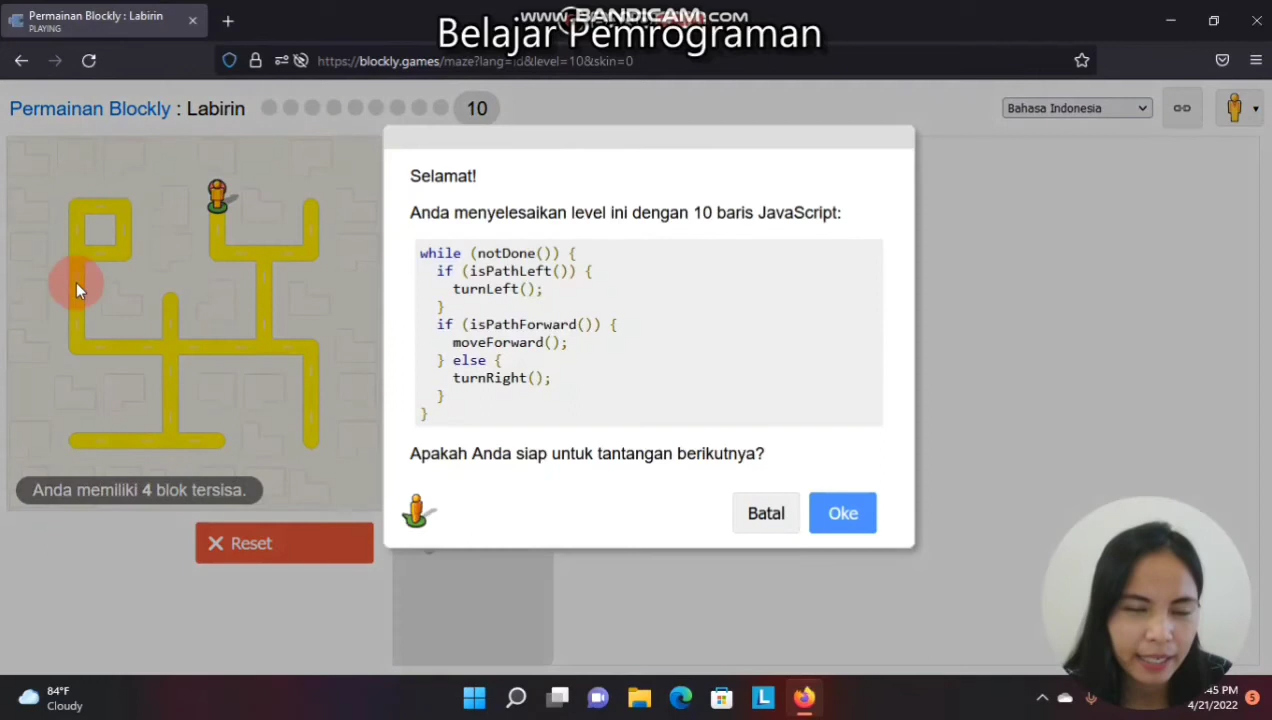 Permainan Blockly : Labirin
PLAYING
www.BANDICAM.com
Belajar Pemrograman
https://blockly.games/maze?lang=id&level=10&skin=0
Permainan Blockly : Labirin
10
Bahasa Indonesia
Selamat!
Anda menyelesaikan level ini dengan 10 baris JavaScript:
while (notDone()) {
if (isPathLeft()) {
turnLeft();
}
if (isPathForward()) {
moveForward();
} else {
turnRight();
}
}
Apakah Anda siap untuk tantangan berikutnya?
Anda memiliki 4 blok tersisa.
Batal
Oke
Reset
84°F
Cloudy
L
:45 PM
4/21/2022
5